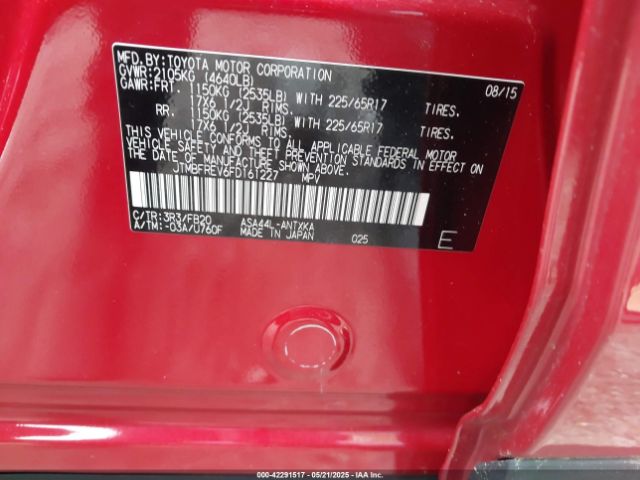 MFD. BY: TOYOTA MOTOR CORPORATION 08/15
GVWR: 2105KG (4640LB)
GAWR: FRT. 1150KG (2535LB) WITH 225/65R17 TIRES.
17X6 1/2J RIMS.
RR. 1150KG (2535LB) WITH 225/65R17 TIRES.
17X6 1/2J RIMS.
THIS VEHICLE CONFORMS TO ALL APPLICABLE FEDERAL MOTOR
VEHICLE SAFETY, BUMPER, AND THEFT PREVENTION STANDARDS IN EFFECT ON
THE DATE OF MANUFACTURE SHOWN ABOVE.
JTMBFREV6FD161227 MPV
C/TR: 3R3/FB20 ASA44L-ANTXKA
A/TM: -03A/U760F MADE IN JAPAN 025 E
000-42291517 - 05/21/2025 - IAAI.COM